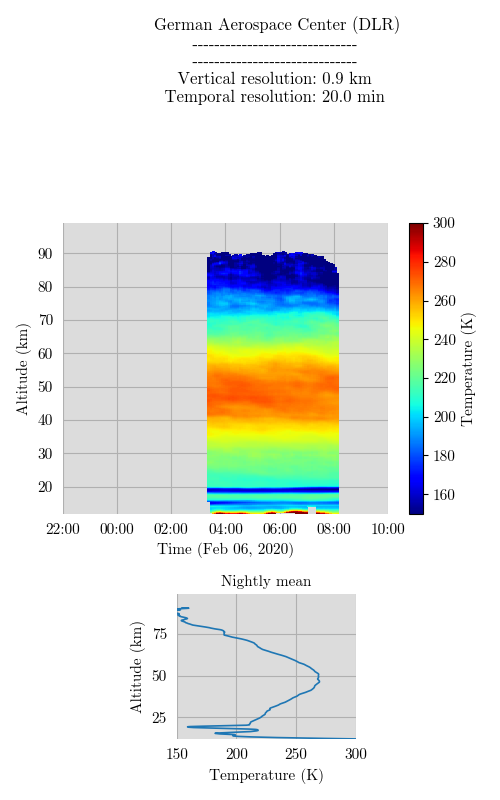 German Aerospace Center (DLR)
------------------------------
------------------------------
Vertical resolution: 0.9 km
Temporal resolution: 20.0 min
90
80
70
60
50
40
30
20
Altitude (km)
22:00 00:00 02:00 04:00 06:00 08:00 10:00
Time (Feb 06, 2020)
300
280
260
240
220
200
180
160
Temperature (K)
Nightly mean
75
50
25
Altitude (km)
150 200 250 300
Temperature (K)